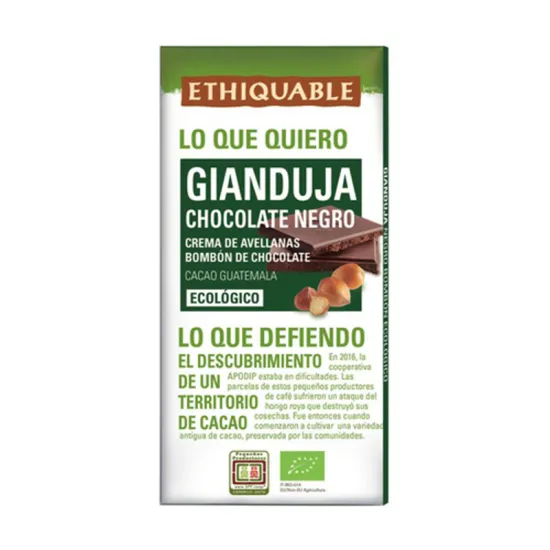 ETHIQUABLE
LO QUE QUIERO
GIANDUJA
CHOCOLATE NEGRO
CREMA DE AVELLANAS
BOMBÓN DE CHOCOLATE
CACAO GUATEMALA
ECOLÓGICO
LO QUE DEFIENDO
EL DESCUBRIMIENTO
DE UN
TERRITORIO
DE CACAO
En 2016, la
cooperativa
APODIP estaba en dificultades. Las
parcelas de estos pequeños productores
de café sufrieron un ataque del
hongo roya que destruyó sus
cosechas. Fue entonces cuando
comenzaron a cultivar una variedad
antigua de cacao, preservada por las comunidades.
Pequeños
Productores